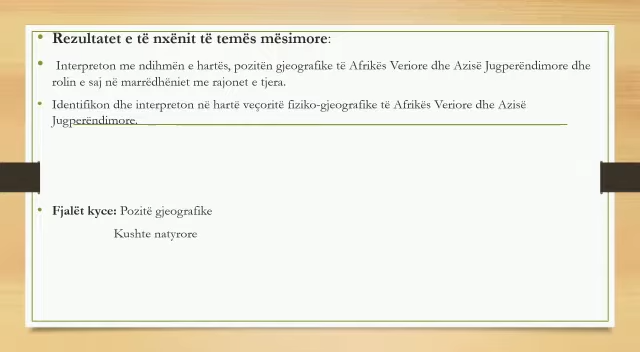 Rezultatet e të nxënit të temës mësimore:
Interpreton me ndihmën e hartës, pozitën gjeografike të Afrikës Veriore dhe Azisë Jugperëndimore dhe
rolin e saj në marrëdhëniet me rajonet e tjera.
Identifikon dhe interpreton në hartë veçoritë fiziko-gjeografike të Afrikës Veriore dhe Azisë
Jugperëndimore.
Fjalët kyce: Pozitë gjeografike
Kushte natyrore